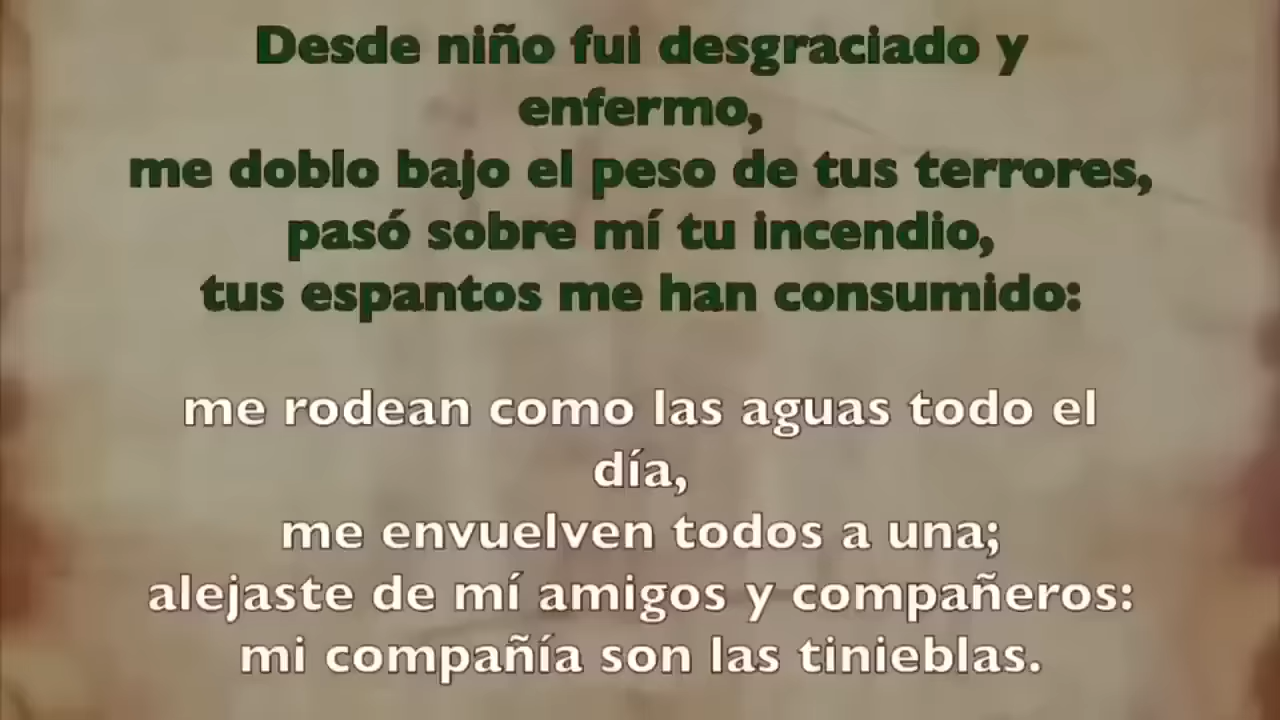 Desde niño fui desgraciado y
enfermo,
me doblo bajo el peso de tus terrores,
pasó sobre mí tu incendio,
tus espantos me han consumido:
me rodean como las aguas todo el
día,
me envuelven todos a una;
alejaste de mí amigos y compañeros:
mi compañía son las tinieblas.